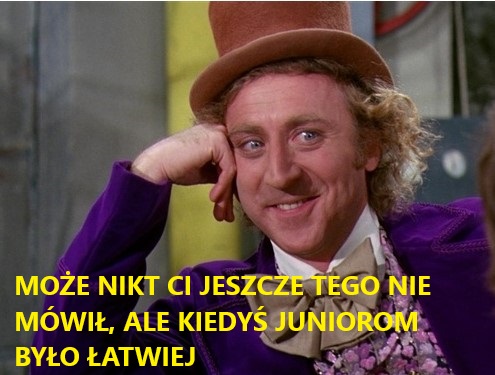 MOŻE NIKT CI JESZCZE TEGO NIE
MÓWIŁ, ALE KIEDYŚ JUNIOROM
BYŁO ŁATWIEJ